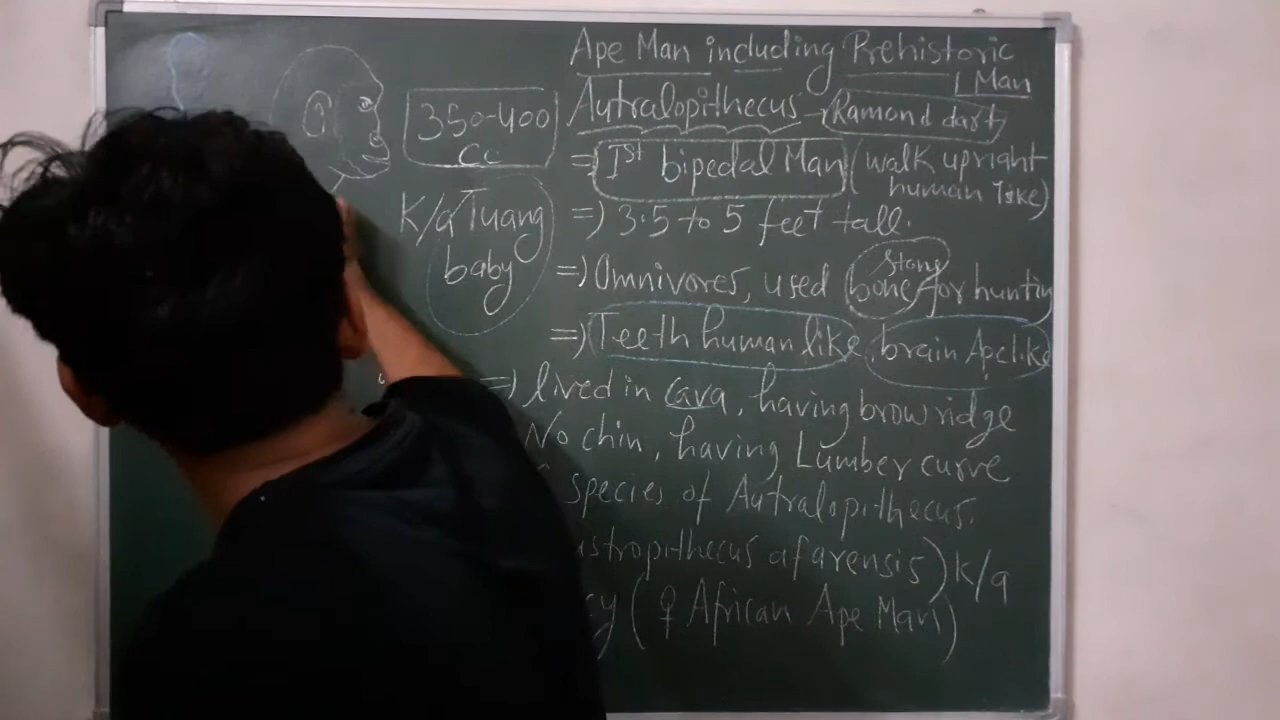 Ape Man including Prehistoric
Man
Autralopithecus → Ramond dart
350-400
Cc
=) Ist bipedal Man (walk upright
human like)
K/a Tuang
baby
=) 3.5 to 5 feet tall.
=) Omnivores, used bone for hunting
stone
=) Teeth human like, brain Apelike
=) lived in cava, having brow ridge
No chin, having Lumber curve
species of Autralopithecus.
stropithecus afarensis) K/a
cy (♀ African Ape Man)